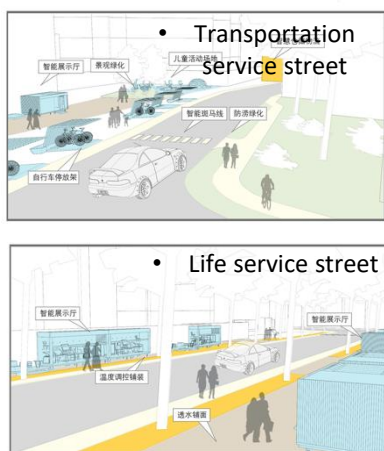 • Transportation
service street
智能展示厅
景观绿化
儿童活动场地
智能斑马线
防涝绿化
自行车停放架
• Life service street
智能展示厅
智能展示厅
温度调控铺装
透水铺面